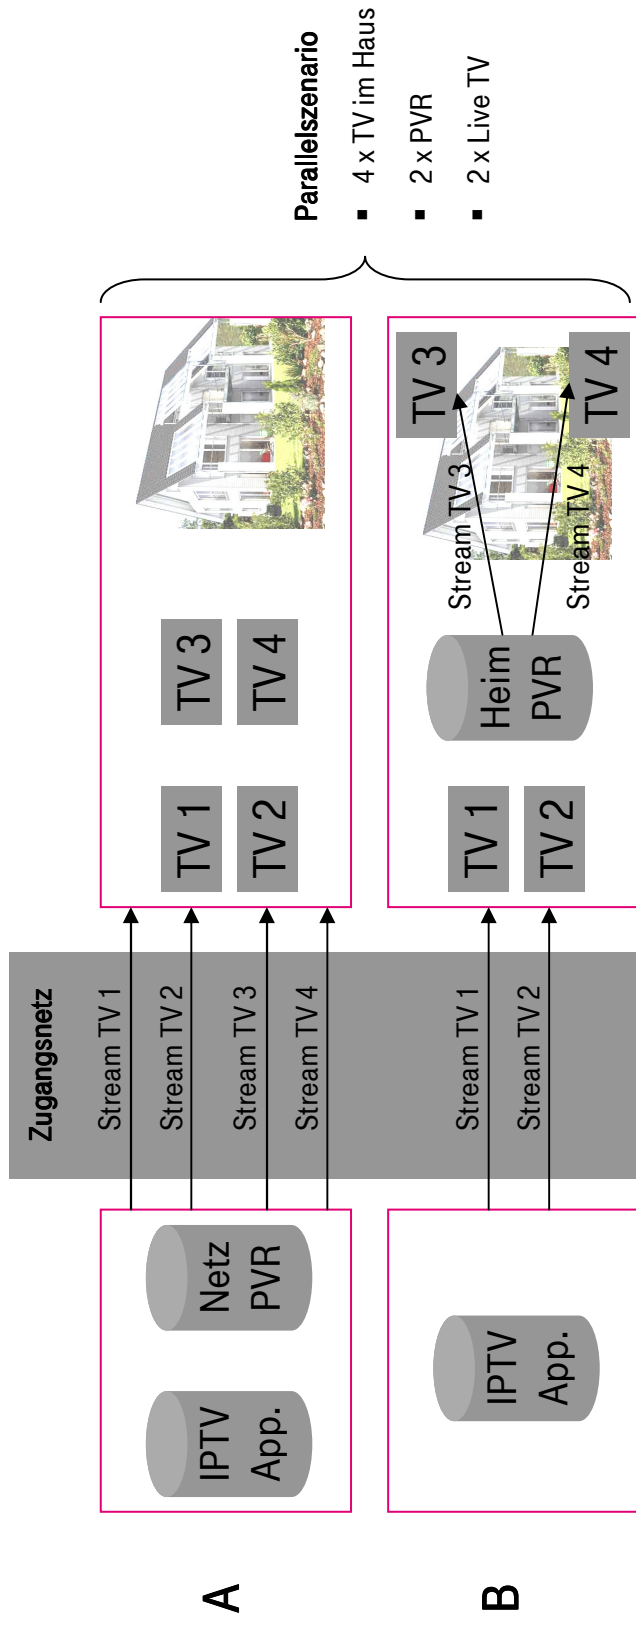 Zugangsnetz
A
IPTV
App.
Netz
PVR
Stream TV 1
Stream TV 2
Stream TV 3
Stream TV 4
TV 1
TV 2
TV 3
TV 4
B
IPTV
App.
Stream TV 1
Stream TV 2
TV 1
TV 2
Heim
PVR
Stream TV 3
Stream TV 4
TV 3
TV 4
Parallelszenario
▪ 4 x TV im Haus
▪ 2 x PVR
▪ 2 x Live TV